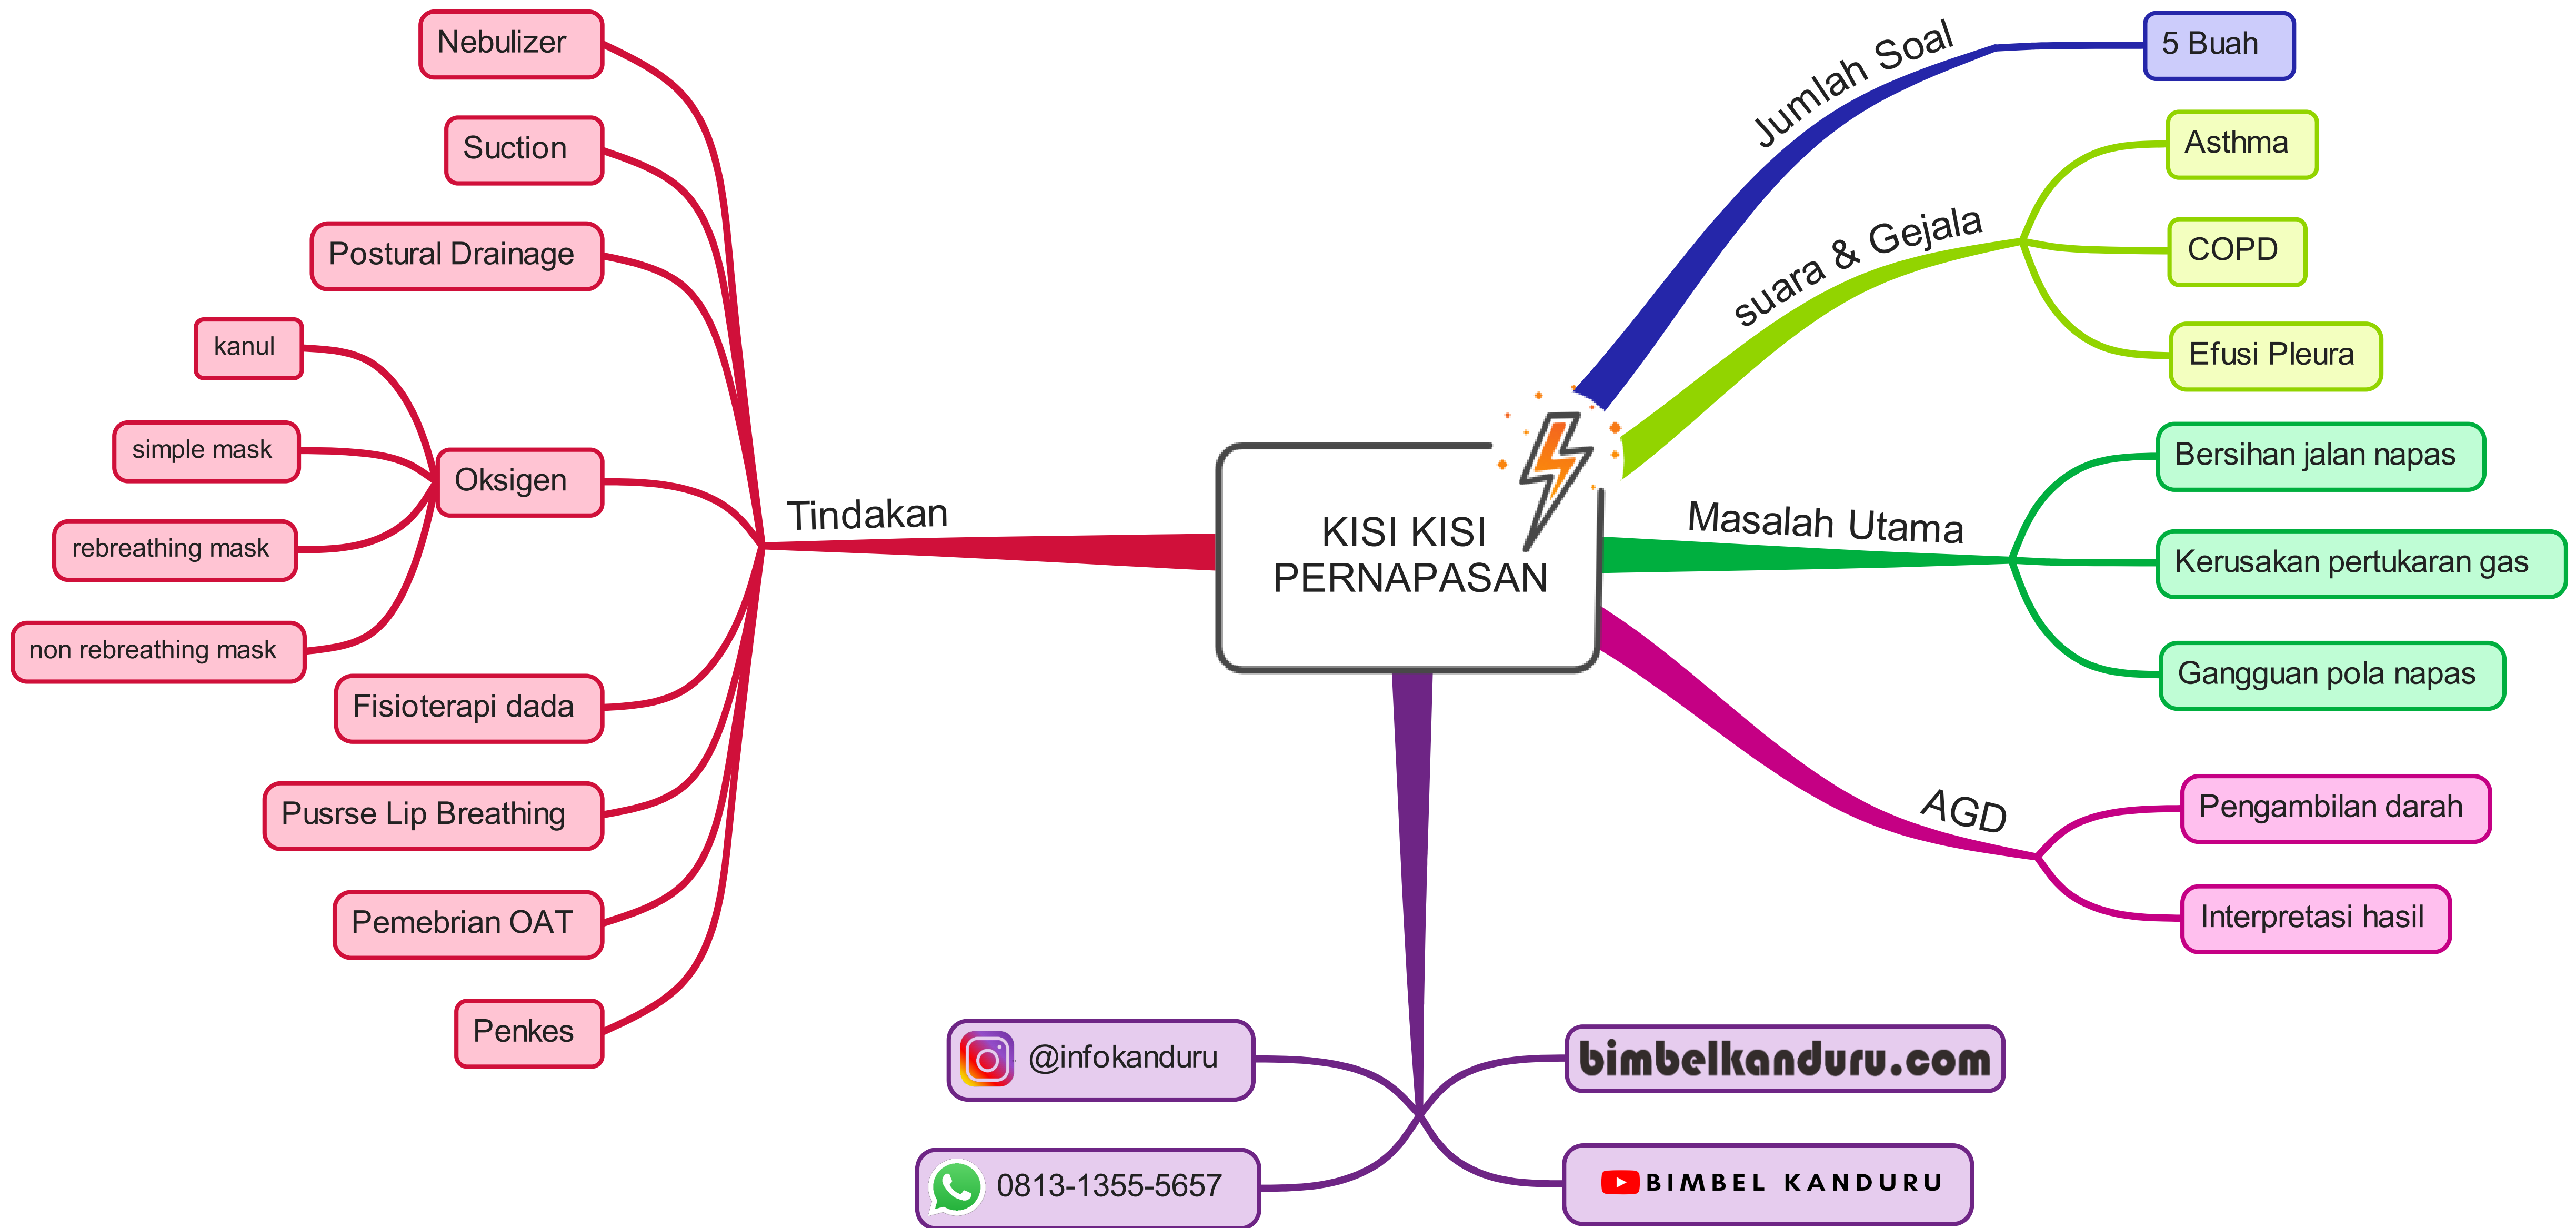 KISI KISI
PERNAPASAN
Jumlah Soal
5 Buah
suara & Gejala
Asthma
COPD
Efusi Pleura
Masalah Utama
Bersihan jalan napas
Kerusakan pertukaran gas
Gangguan pola napas
AGD
Pengambilan darah
Interpretasi hasil
Tindakan
Nebulizer
Suction
Postural Drainage
Oksigen
kanul
simple mask
rebreathing mask
non rebreathing mask
Fisioterapi dada
Pusrse Lip Breathing
Pemebrian OAT
Penkes
@infokanduru
0813-1355-5657
bimbelkanduru.com
BIMBEL KANDURU